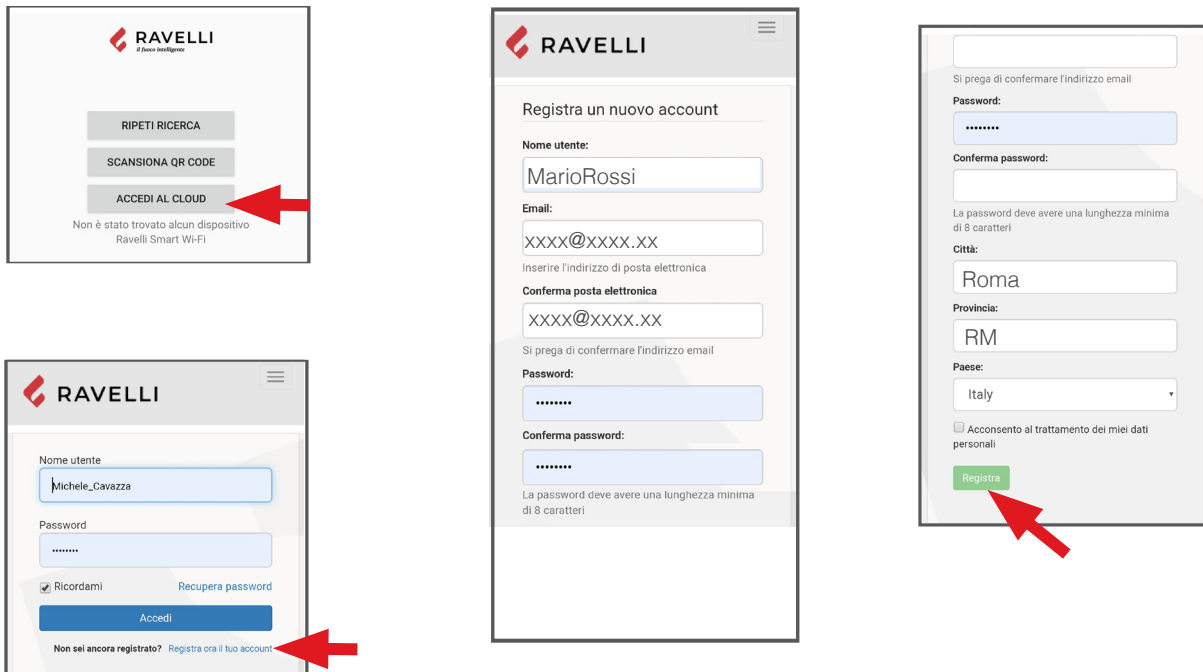 RAVELLI
il fuoco intelligente
RIPETI RICERCA
SCANSIONA QR CODE
ACCEDI AL CLOUD
Non è stato trovato alcun dispositivo
Ravelli Smart Wi-Fi
RAVELLI
Nome utente
Michele_Cavazza
Password
••••••••
Ricordami
Recupera password
Accedi
Non sei ancora registrato? Registra ora il tuo account
RAVELLI
Registra un nuovo account
Nome utente:
MarioRossi
Email:
xxxx@xxxx.xx
Inserire l'indirizzo di posta elettronica
Conferma posta elettronica
xxxx@xxxx.xx
Si prega di confermare l'indirizzo email
Password:
••••••••
Conferma password:
••••••••
La password deve avere una lunghezza minima
di 8 caratteri
Si prega di confermare l'indirizzo email
Password:
••••••••
Conferma password:
La password deve avere una lunghezza minima
di 8 caratteri
Città:
Roma
Provincia:
RM
Paese:
Italy
Acconsento al trattamento dei miei dati
personali
Registra